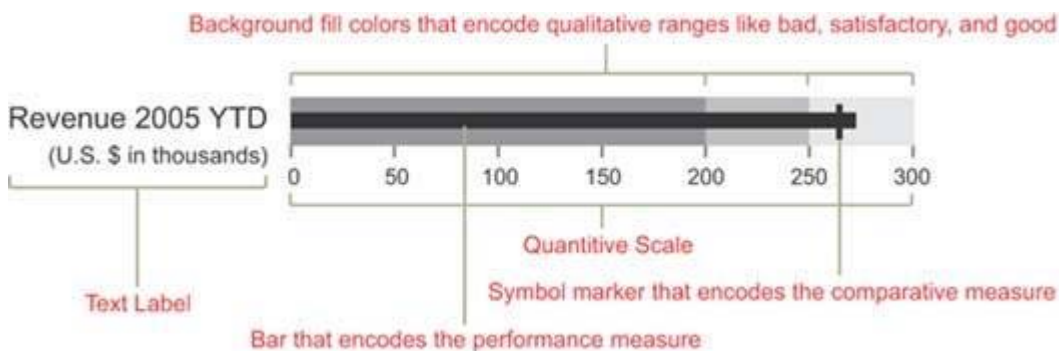 Background fill colors that encode qualitative ranges like bad, satisfactory, and good
Revenue 2005 YTD
(U.S. $ in thousands)
0 50 100 150 200 250 300
Quantitive Scale
Text Label
Symbol marker that encodes the comparative measure
Bar that encodes the performance measure